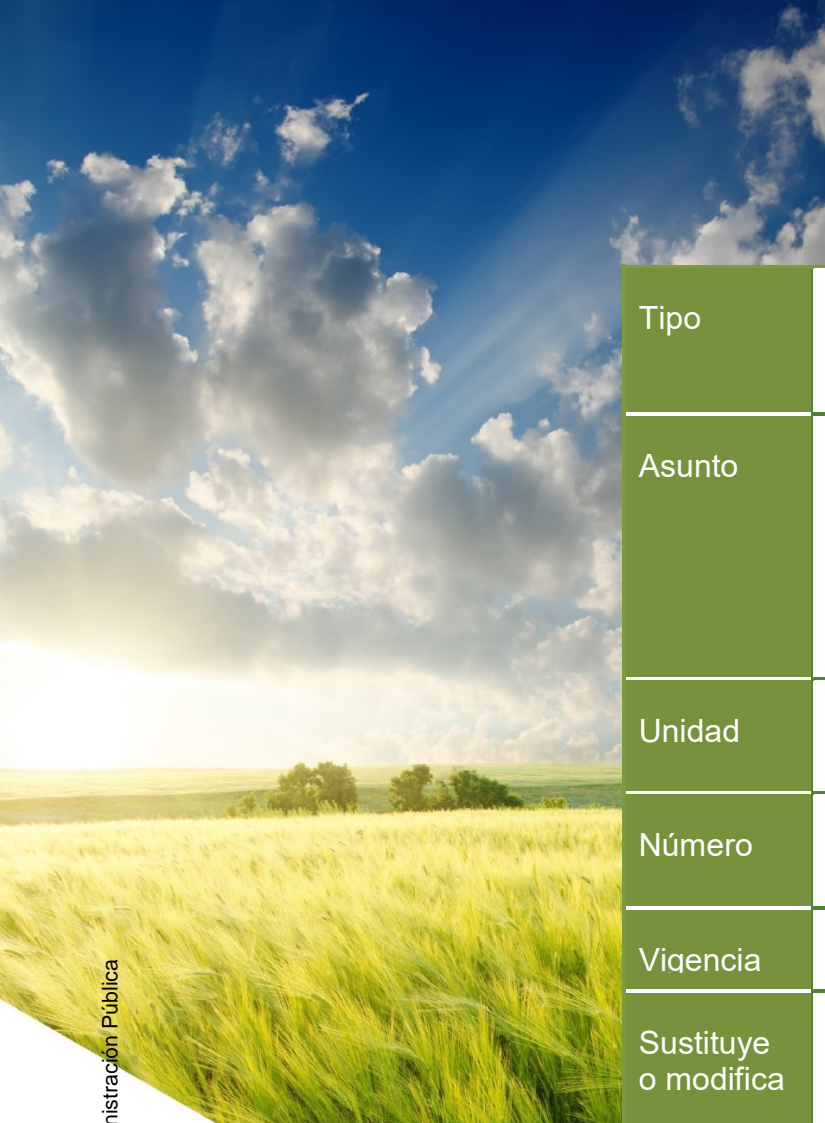 Tipo
Asunto
Unidad
Número
Vigencia
Sustituye
o modifica
nistración Pública